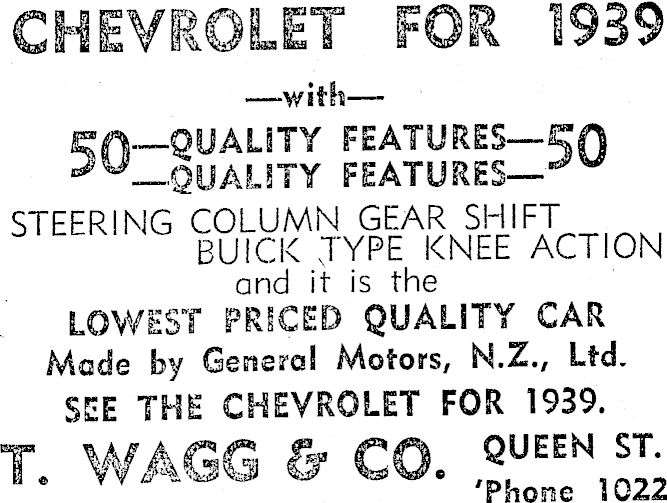 CHEVROLET FOR 1939
—with—
50—QUALITY FEATURES—50
—QUALITY FEATURES—
STEERING COLUMN GEAR SHIFT
BUICK TYPE KNEE ACTION
and it is the
LOWEST PRICED QUALITY CAR
Made by General Motors, N.Z., Ltd.
SEE THE CHEVROLET FOR 1939.
T. WAGG & CO. QUEEN ST.
'Phone 1022